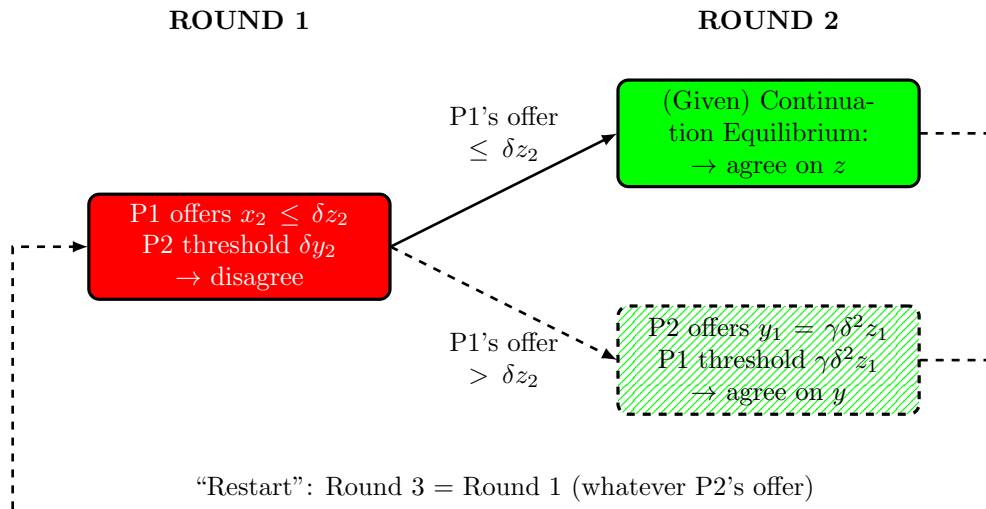 ROUND 1
ROUND 2
P1's offer
≤ δz₂
(Given) Continua-
tion Equilibrium:
→ agree on z
P1 offers x₂ ≤ δz₂
P2 threshold δy₂
→ disagree
P1's offer
> δz₂
P2 offers y₁ = γδ²z₁
P1 threshold γδ²z₁
→ agree on y
“Restart”: Round 3 = Round 1 (whatever P2's offer)